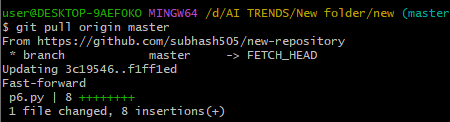 user@DESKTOP-9AEFOKO MINGW64 /d/AI TRENDS/New folder/new (master
$ git pull origin master
From https://github.com/subhash505/new-repository
 * branch            master     -> FETCH_HEAD
Updating 3c19546..f1ff1ed
Fast-forward
 p6.py | 8 ++++++++
 1 file changed, 8 insertions(+)